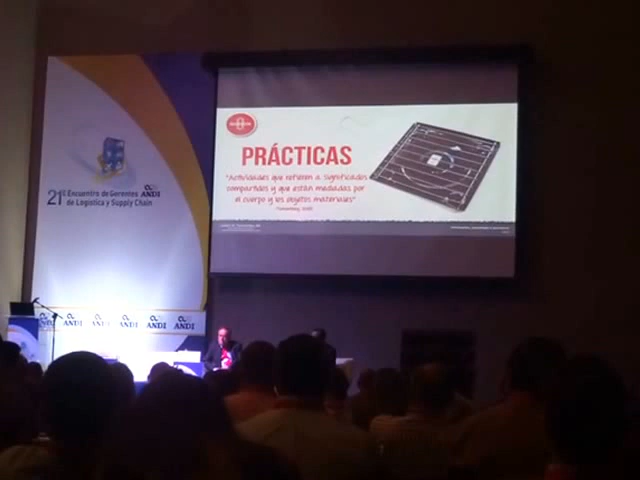 PRÁCTICAS
"Actividades que refieren a significados
compartidos y que están mediadas por
el cuerpo y los objetos materiales"
21º Encuentro de Gerentes
de Logística y Supply Chain
ANDI
ANDI ANDI ANDI ANDI ANDI